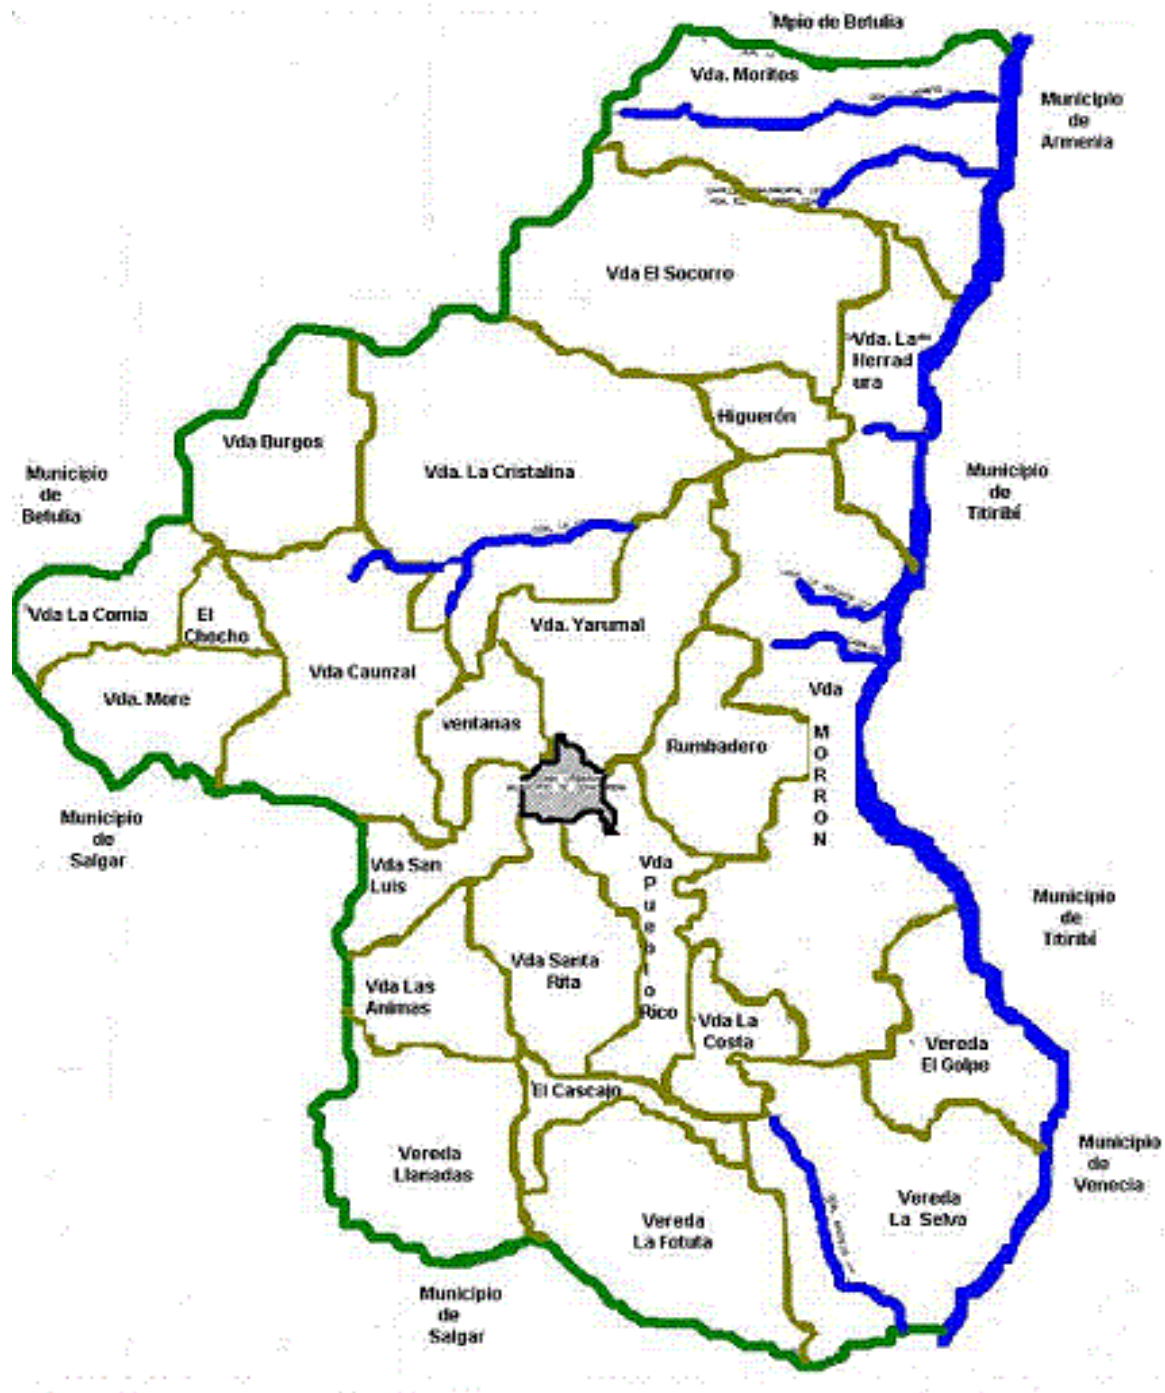 Mpio de Betulia
Vda. Moritos
Municipio
de
Armenia
Vda El Socorro
Vda. La
Herrad
ura
Higuerón
Vda Burgos
Vda. La Cristalina
Municipio
de
Betulia
Municipio
de
Titiribí
Vda La Comia
El
Chocho
Vda. Yarumal
Vda Caunzal
Vda. More
ventanas
Rumbadero
Vda
M
O
R
R
O
N
Municipio
de
Salgar
Vda San
Luis
Vda
P
u
e
b
l
o
Rico
Municipio
de
Titiribí
Vda Santa
Rita
Vda Las
Animas
Vda La
Costa
Vereda
El Golpe
El Cascajo
Vereda
Llanadas
Municipio
de
Venecia
Vereda
La Selva
Vereda
La Fotuta
Municipio
de
Salgar